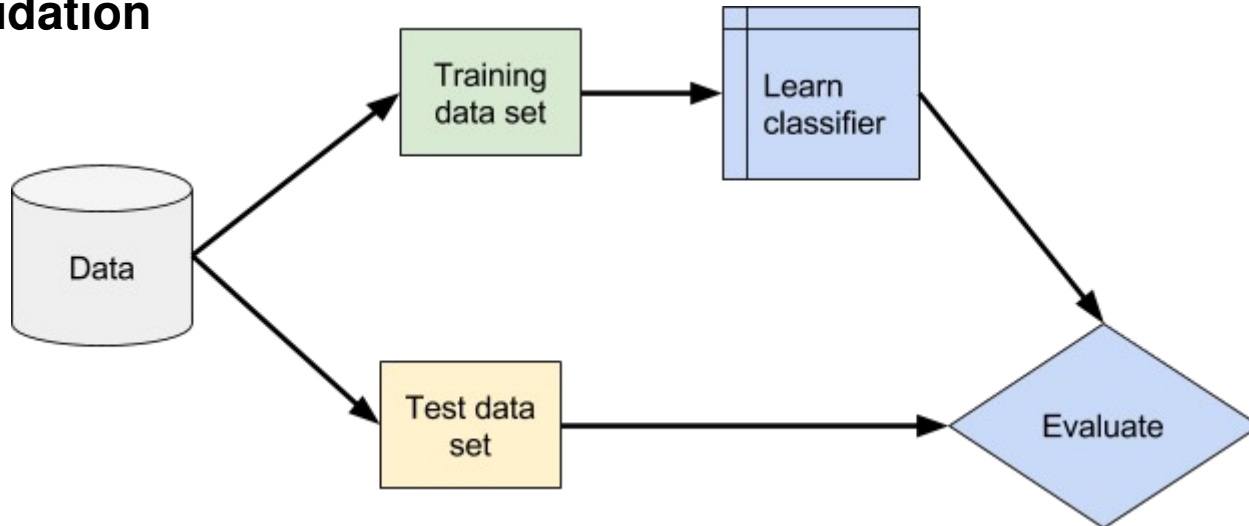 idation
Training
data set
Learn
classifier
Data
Test data
set
Evaluate